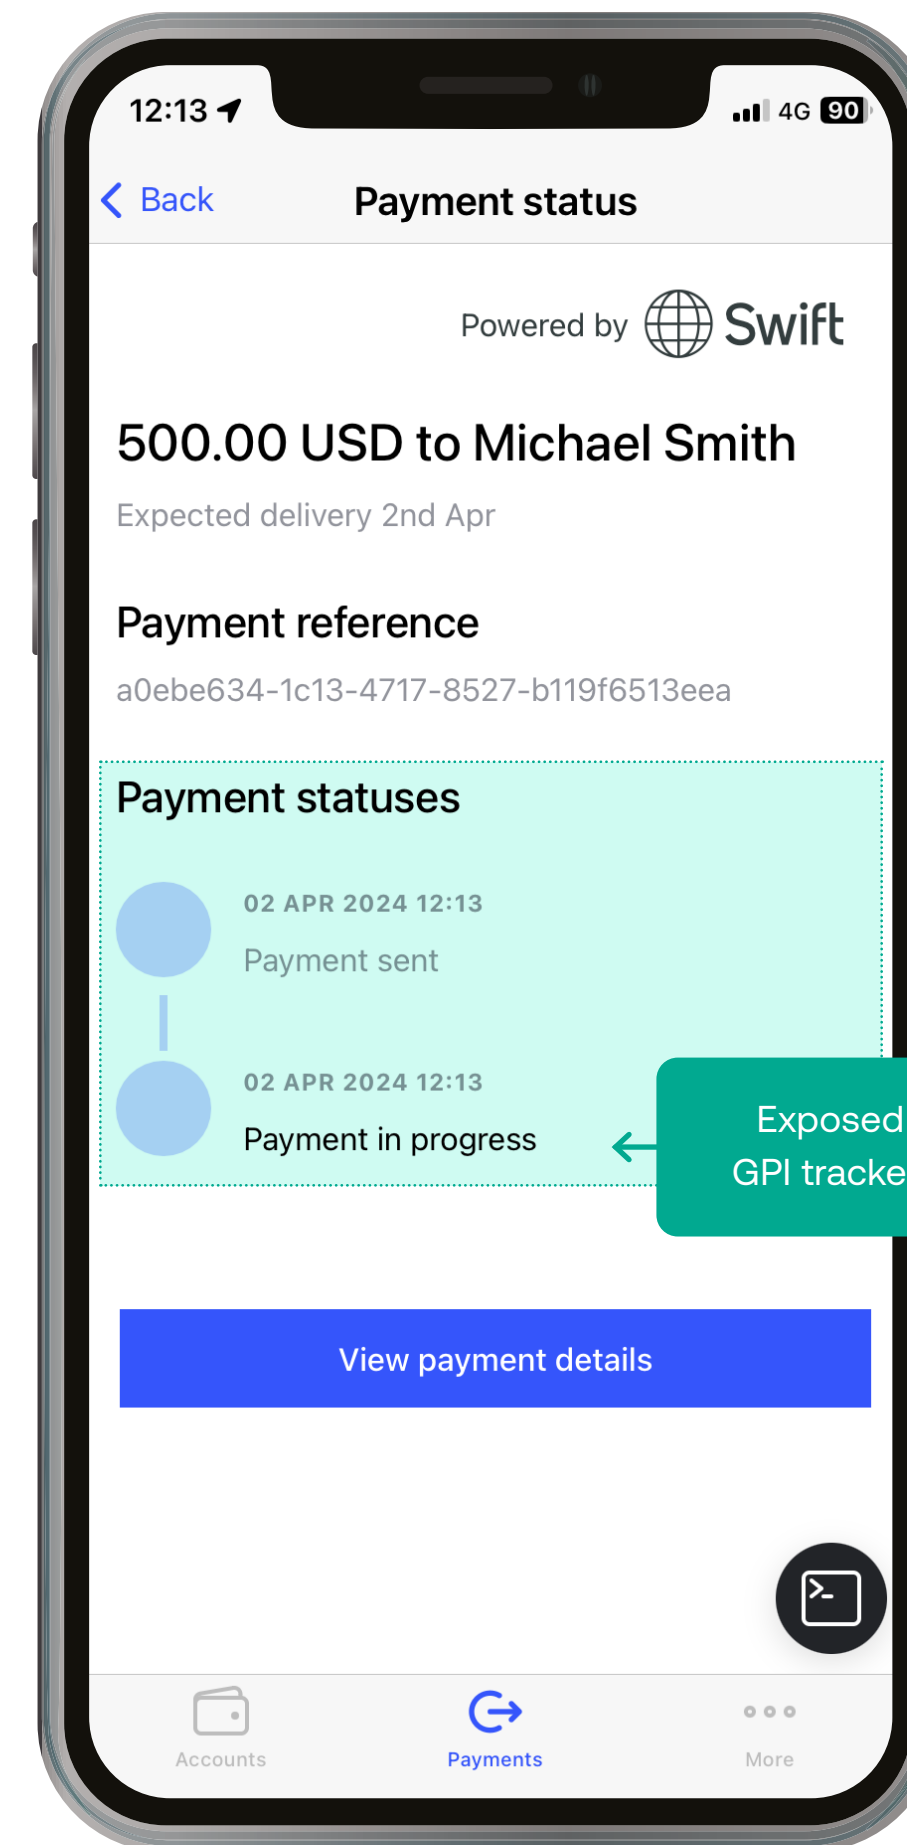 12:13
4G 90
Back
Payment status
Powered by Swift
500.00 USD to Michael Smith
Expected delivery 2nd Apr
Payment reference
a0ebe634-1c13-4717-8527-b119f6513eea
Payment statuses
02 APR 2024 12:13
Payment sent
02 APR 2024 12:13
Payment in progress
Exposed
GPI tracke
View payment details
Accounts
Payments
More